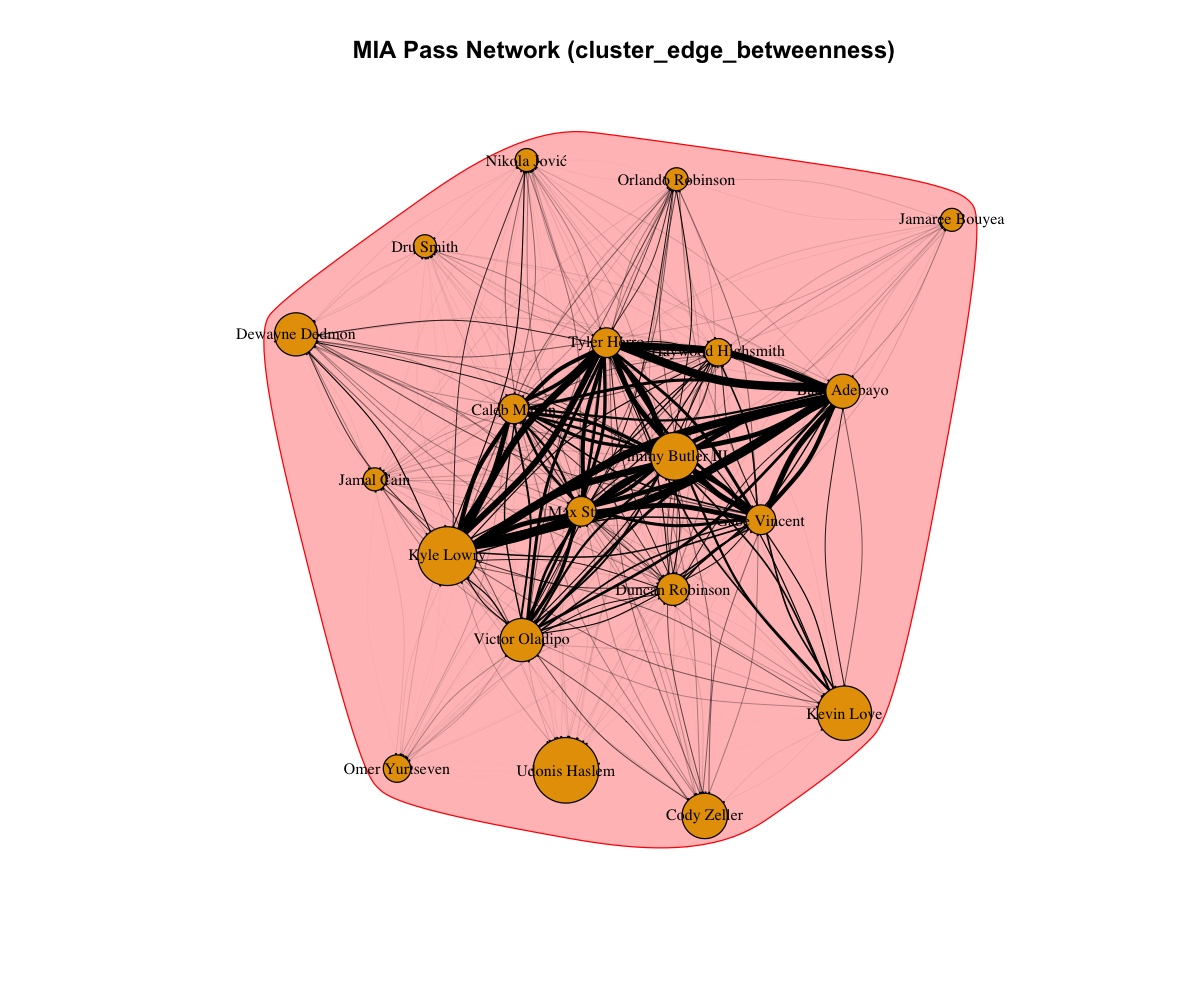 MIA Pass Network (cluster_edge_betweenness)
Nikola Jović
Orlando Robinson
Jamaree Bouyea
Dru Smith
Dewayne Dedmon
Tyler Herro
Haywood Highsmith
Adebayo
Caleb Martin
Jimmy Butler III
Jamal Cain
Max
Gabe Vincent
Kyle Lowry
Duncan Robinson
Victor Oladipo
Kevin Love
Omer Yurtseven
Udonis Haslem
Cody Zeller